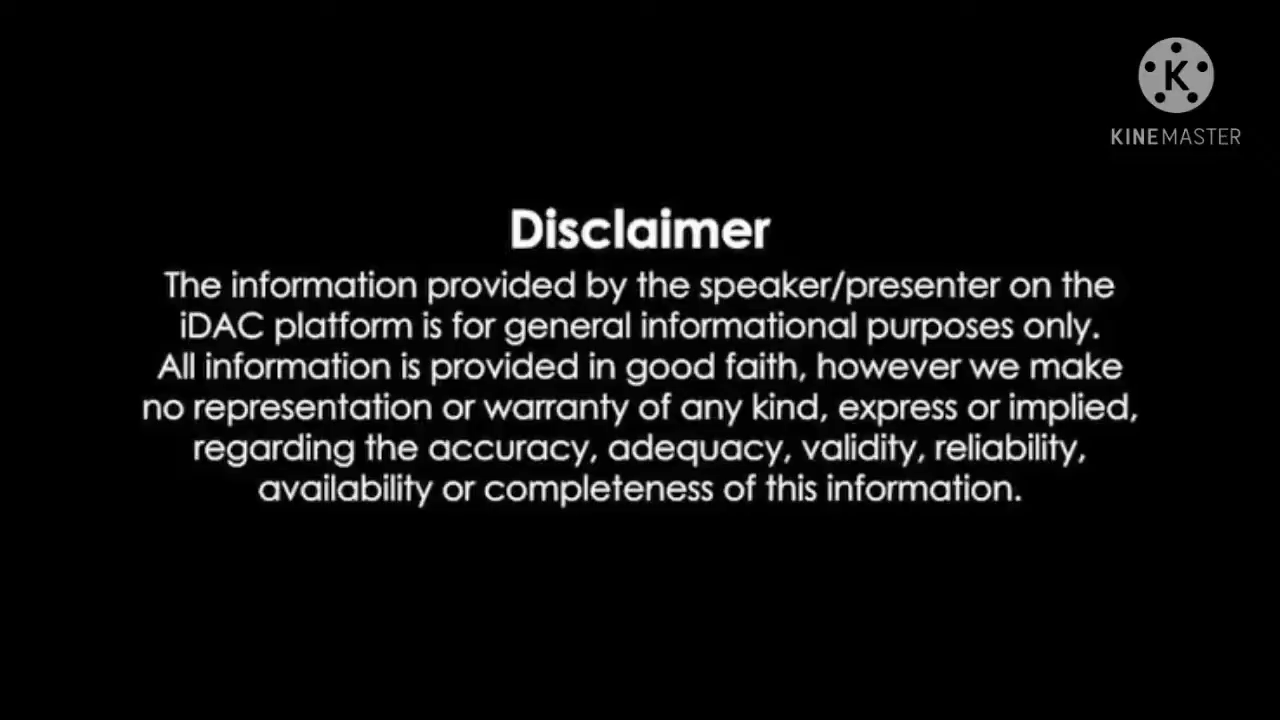 K
KINEMASTER
Disclaimer
The information provided by the speaker/presenter on the
iDAC platform is for general informational purposes only.
All information is provided in good faith, however we make
no representation or warranty of any kind, express or implied,
regarding the accuracy, adequacy, validity, reliability,
availability or completeness of this information.